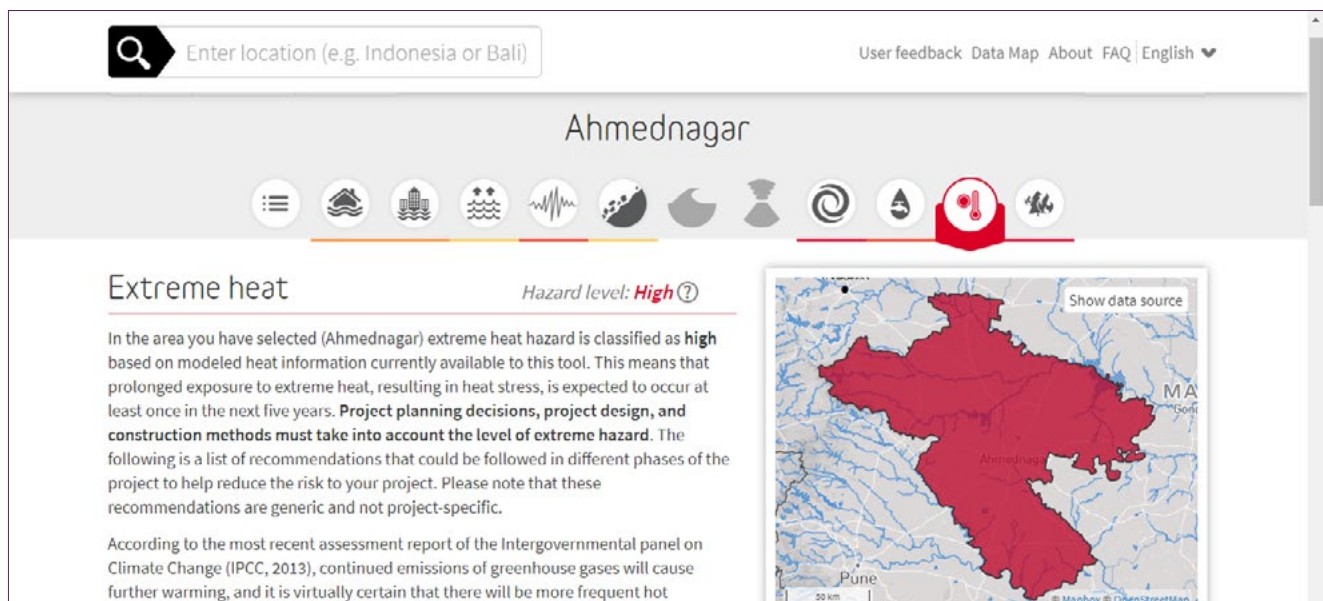 Enter location (e.g. Indonesia or Bali)
User feedback Data Map About FAQ English
Ahmednagar
Extreme heat
Hazard level: High ?
In the area you have selected (Ahmednagar) extreme heat hazard is classified as high
based on modeled heat information currently available to this tool. This means that
prolonged exposure to extreme heat, resulting in heat stress, is expected to occur at
least once in the next five years. Project planning decisions, project design, and
construction methods must take into account the level of extreme hazard. The
following is a list of recommendations that could be followed in different phases of the
project to help reduce the risk to your project. Please note that these
recommendations are generic and not project-specific.
According to the most recent assessment report of the Intergovernmental panel on
Climate Change (IPCC, 2013), continued emissions of greenhouse gases will cause
further warming, and it is virtually certain that there will be more frequent hot
Show data source
MA
Ahmednaga
Pune
50 km
© Mapbox © OpenStreetMap